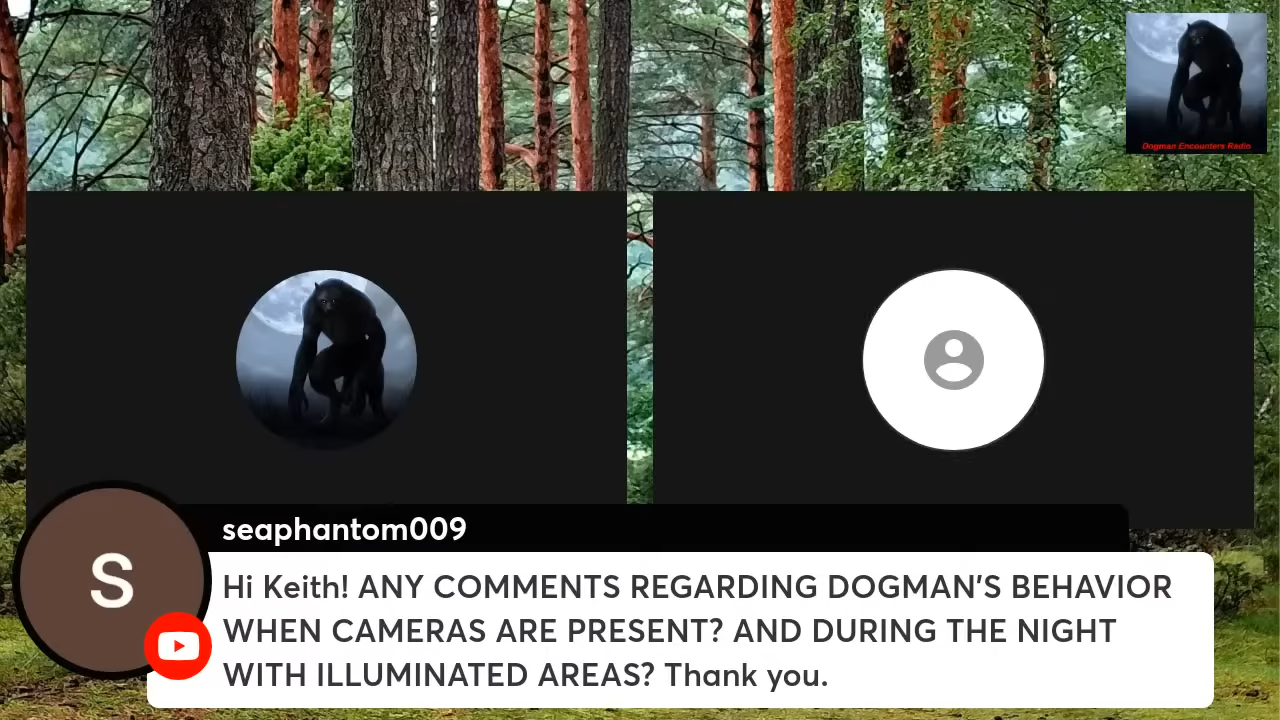 Dogman Encounters Radio
S
seaphantom009
Hi Keith! ANY COMMENTS REGARDING DOGMAN'S BEHAVIOR
WHEN CAMERAS ARE PRESENT? AND DURING THE NIGHT
WITH ILLUMINATED AREAS? Thank you.